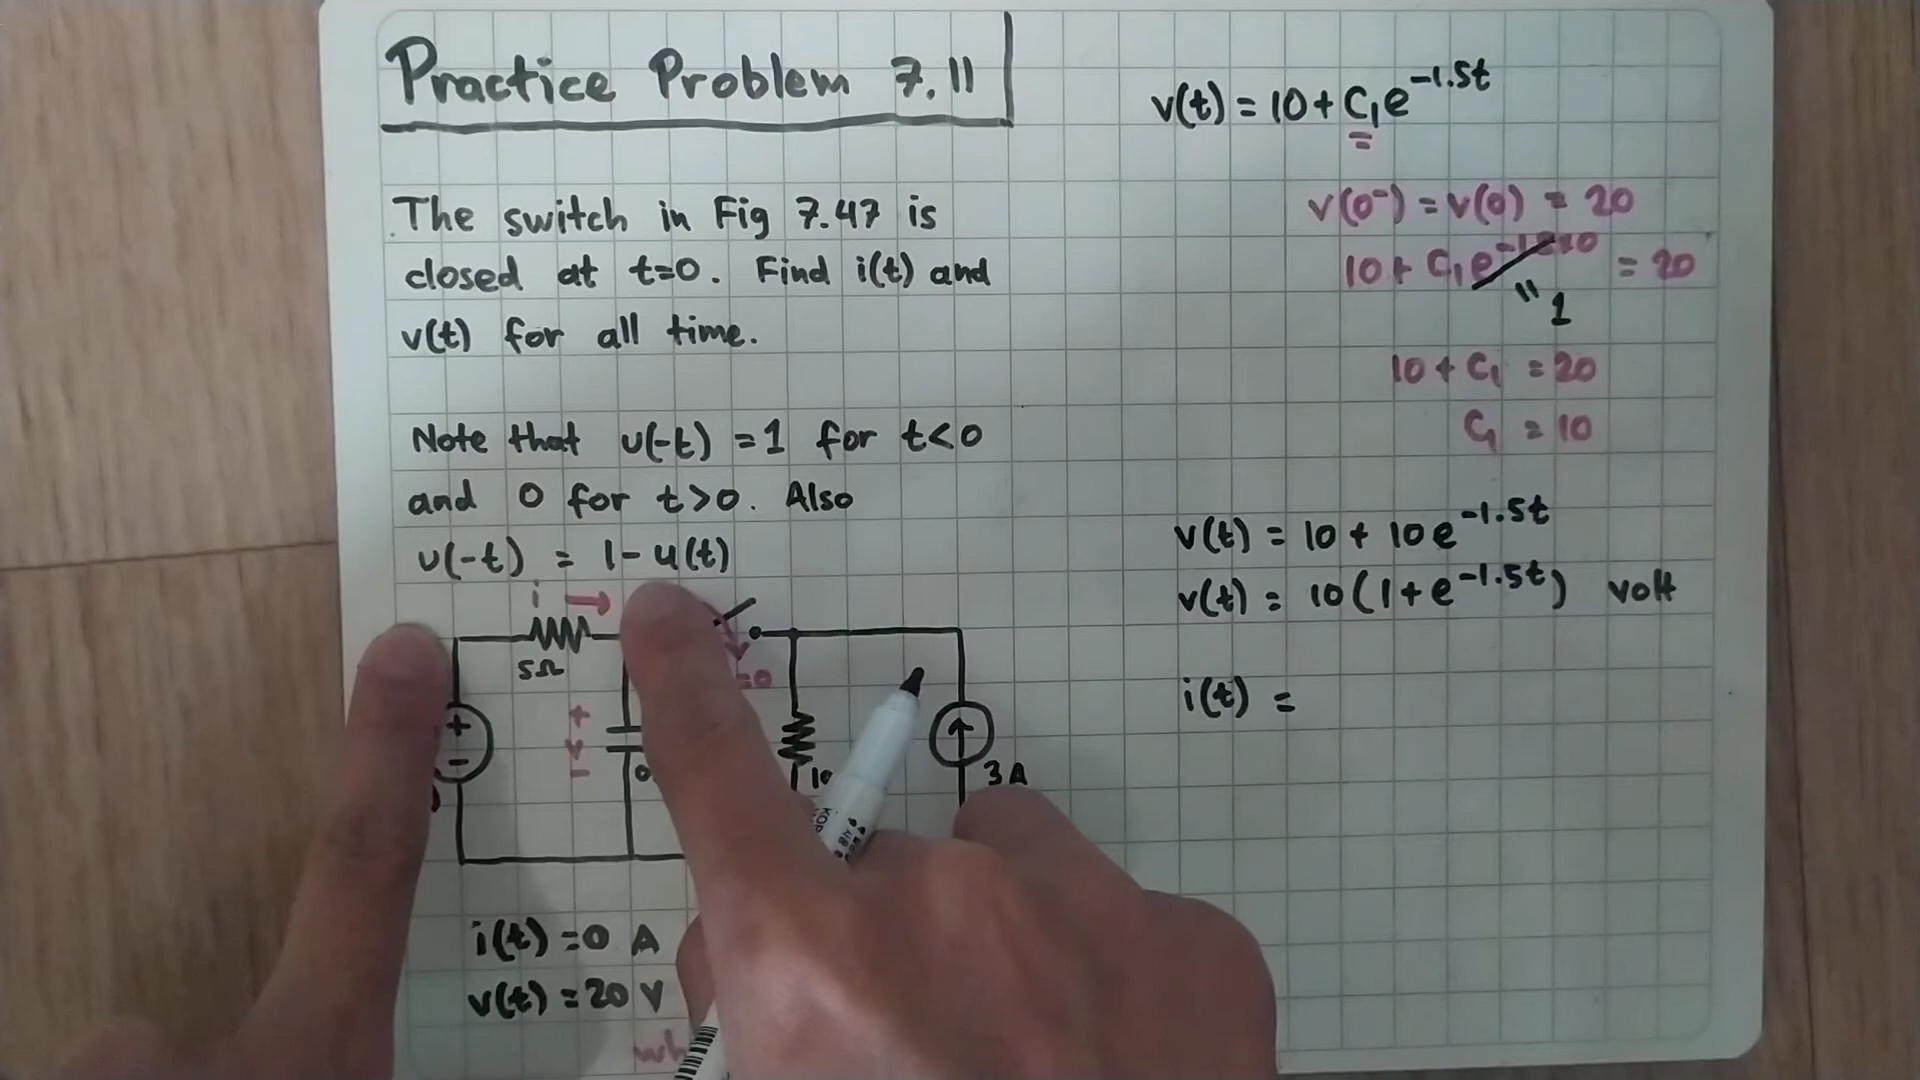 Practice Problem 7.11
The switch in Fig 7.47 is
closed at t=0. Find i(t) and
v(t) for all time.
Note that u(-t) = 1 for t<0
and 0 for t>0. Also
u(-t) = 1-u(t)
i
5Ω
+
-
+
-
3A
i(t) = 0 A
v(t) = 20 V
v(t) = 10 + C₁e^-1.5t
v(0⁻) = v(0) = 20
= 20
1
10 + C₁ = 20
C₁ = 10
v(t) = 10 + 10e^-1.5t
v(t) = 10(1+e^-1.5t) volt
i(t) =